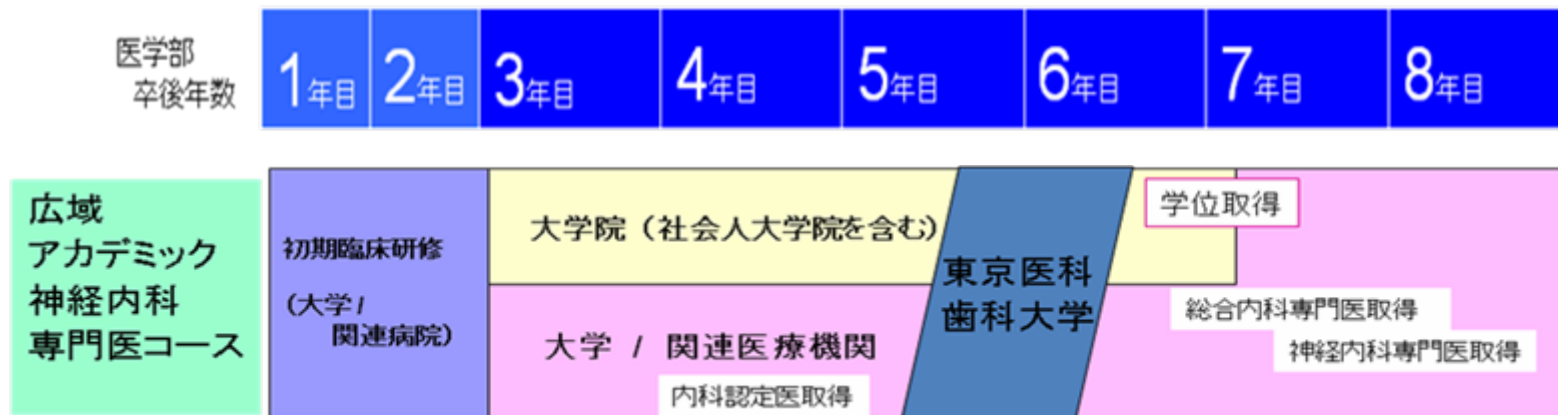 医学部
卒後年数
1年目
2年目
3年目
4年目
5年目
6年目
7年目
8年目
広域
アカデミック
神経内科
専門医コース
初期臨床研修
（大学/
関連病院）
大学院（社会人大学院を含む）
大学 / 関連医療機関
内科認定医取得
東京医科
歯科大学
学位取得
総合内科専門医取得
神経内科専門医取得